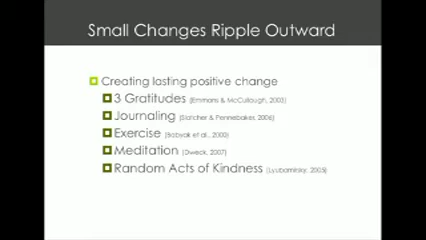 Small Changes Ripple Outward
Creating lasting positive change
3 Gratitudes (Emmons & McCullough, 2003)
Journaling (Slatcher & Pennebaker, 2006)
Exercise (Babyak et al., 2000)
Meditation (Dweck, 2007)
Random Acts of Kindness (Lyubomirsky, 2005)